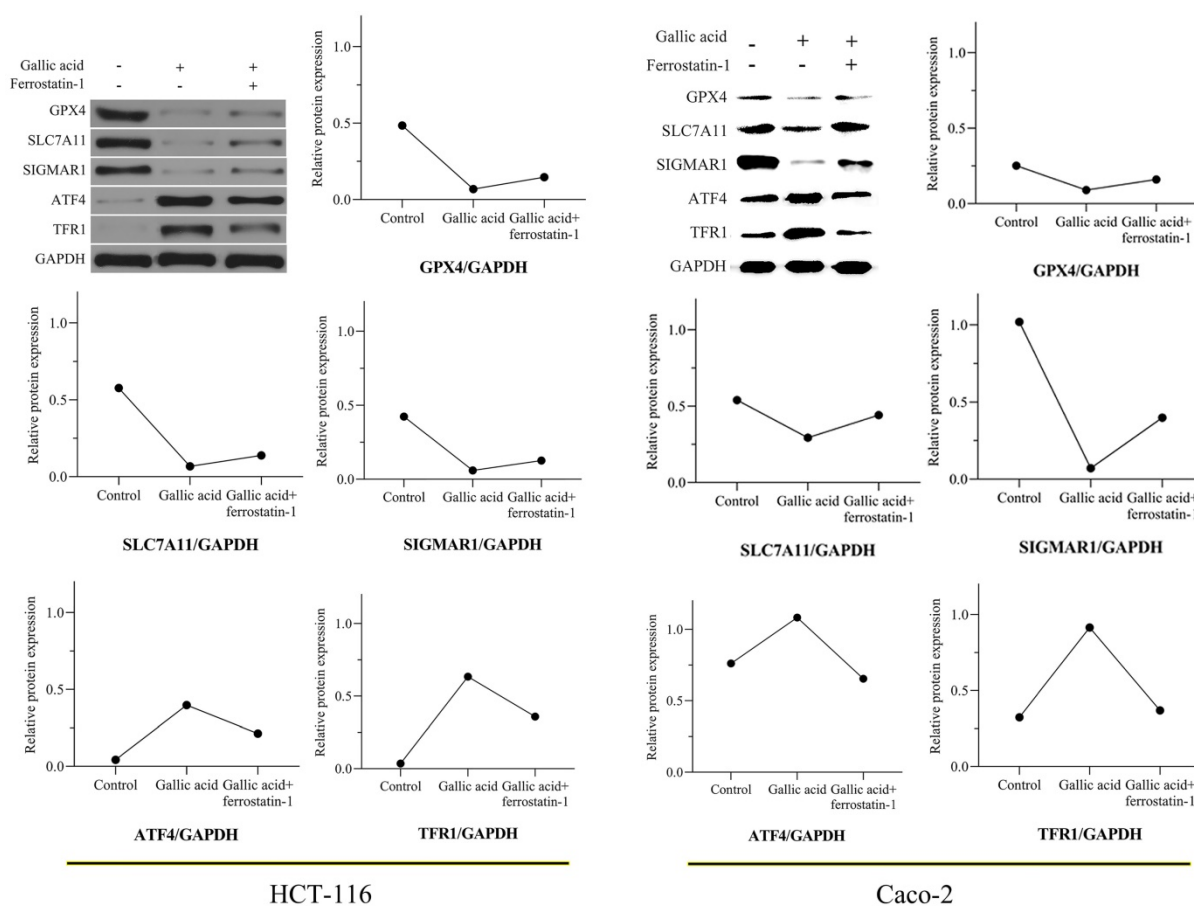 Gallic acid - + +
Ferrostatin-1 - - +
GPX4
SLC7A11
SIGMAR1
ATF4
TFR1
GAPDH
Relative protein expression
1.0
0.5
0.0
Control
Gallic acid
Gallic acid+
ferrostatin-1
GPX4/GAPDH
Relative protein expression
1.0
0.5
0.0
Control
Gallic acid
Gallic acid+
ferrostatin-1
SLC7A11/GAPDH
Relative protein expression
1.0
0.5
0.0
Control
Gallic acid
Gallic acid+
ferrostatin-1
SIGMAR1/GAPDH
Relative protein expression
1.0
0.5
0.0
Control
Gallic acid
Gallic acid+
ferrostatin-1
ATF4/GAPDH
Relative protein expression
1.0
0.5
0.0
Control
Gallic acid
Gallic acid+
ferrostatin-1
TFR1/GAPDH
HCT-116
Gallic acid - + +
Ferrostatin-1 - - +
GPX4
SLC7A11
SIGMAR1
ATF4
TFR1
GAPDH
Relative protein expression
1.0
0.5
0.0
Control
Gallic acid
Gallic acid+
ferrostatin-1
GPX4/GAPDH
Relative protein expression
1.0
0.5
0.0
Control
Gallic acid
Gallic acid+
ferrostatin-1
SLC7A11/GAPDH
Relative protein expression
1.0
0.5
0.0
Control
Gallic acid
Gallic acid+
ferrostatin-1
SIGMAR1/GAPDH
Relative protein expression
1.0
0.5
0.0
Control
Gallic acid
Gallic acid+
ferrostatin-1
ATF4/GAPDH
Relative protein expression
1.0
0.5
0.0
Control
Gallic acid
Gallic acid+
ferrostatin-1
TFR1/GAPDH
Caco-2